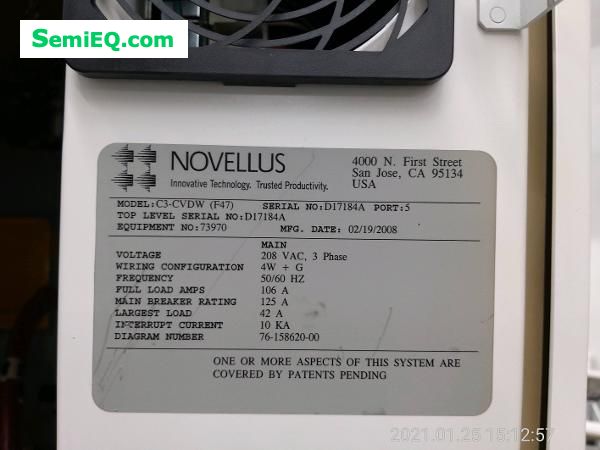 SemiEQ.com
NOVELLUS
Innovative Technology. Trusted Productivity.
4000 N. First Street
San Jose, CA 95134
USA
MODEL:C3-CVDW (F47) SERIAL NO:D17184A PORT:5
TOP LEVEL SERIAL NO:D17184A
EQUIPMENT NO:73970 MFG. DATE: 02/19/2008
MAIN
VOLTAGE 208 VAC, 3 Phase
WIRING CONFIGURATION 4W + G
FREQUENCY 50/60 HZ
FULL LOAD AMPS 106 A
MAIN BREAKER RATING 125 A
LARGEST LOAD 42 A
INTERRUPT CURRENT 10 KA
DIAGRAM NUMBER 76-158620-00
ONE OR MORE ASPECTS OF THIS SYSTEM ARE
COVERED BY PATENTS PENDING
2021.01.25 15:12:57